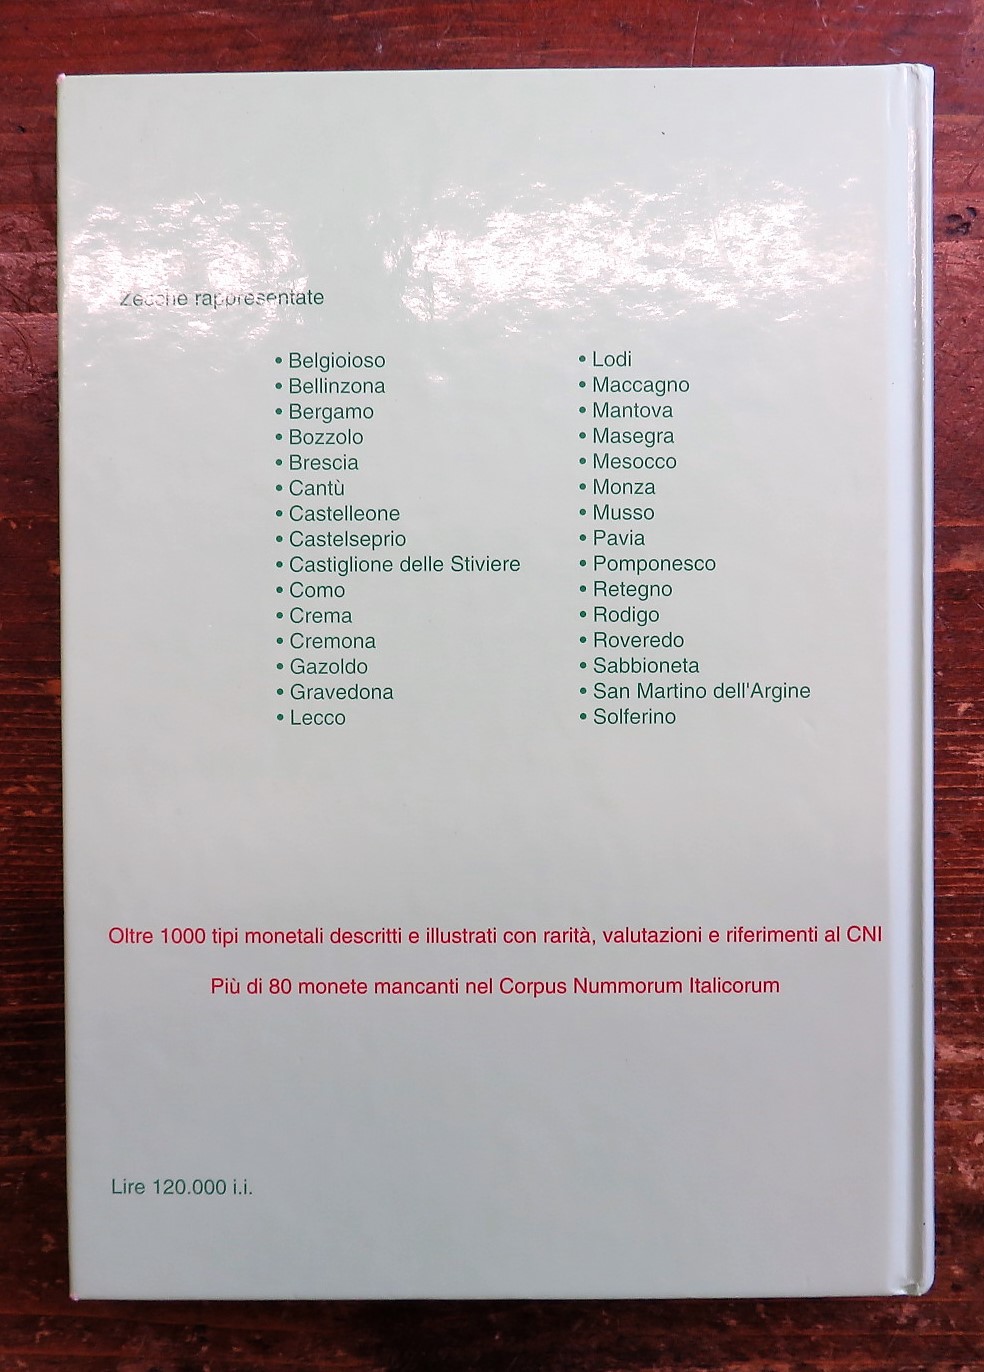 Zecche rappresentate
• Belgioioso
• Bellinzona
• Bergamo
• Bozzolo
• Brescia
• Cantù
• Castelleone
• Castelseprio
• Castiglione delle Stiviere
• Como
• Crema
• Cremona
• Gazoldo
• Gravedona
• Lecco
• Lodi
• Maccagno
• Mantova
• Masegra
• Mesocco
• Monza
• Musso
• Pavia
• Pomponesco
• Retegno
• Rodigo
• Roveredo
• Sabbioneta
• San Martino dell'Argine
• Solferino
Oltre 1000 tipi monetali descritti e illustrati con rarità, valutazioni e riferimenti al CNI
Più di 80 monete mancanti nel Corpus Nummorum Italicorum
Lire 120.000 i.i.